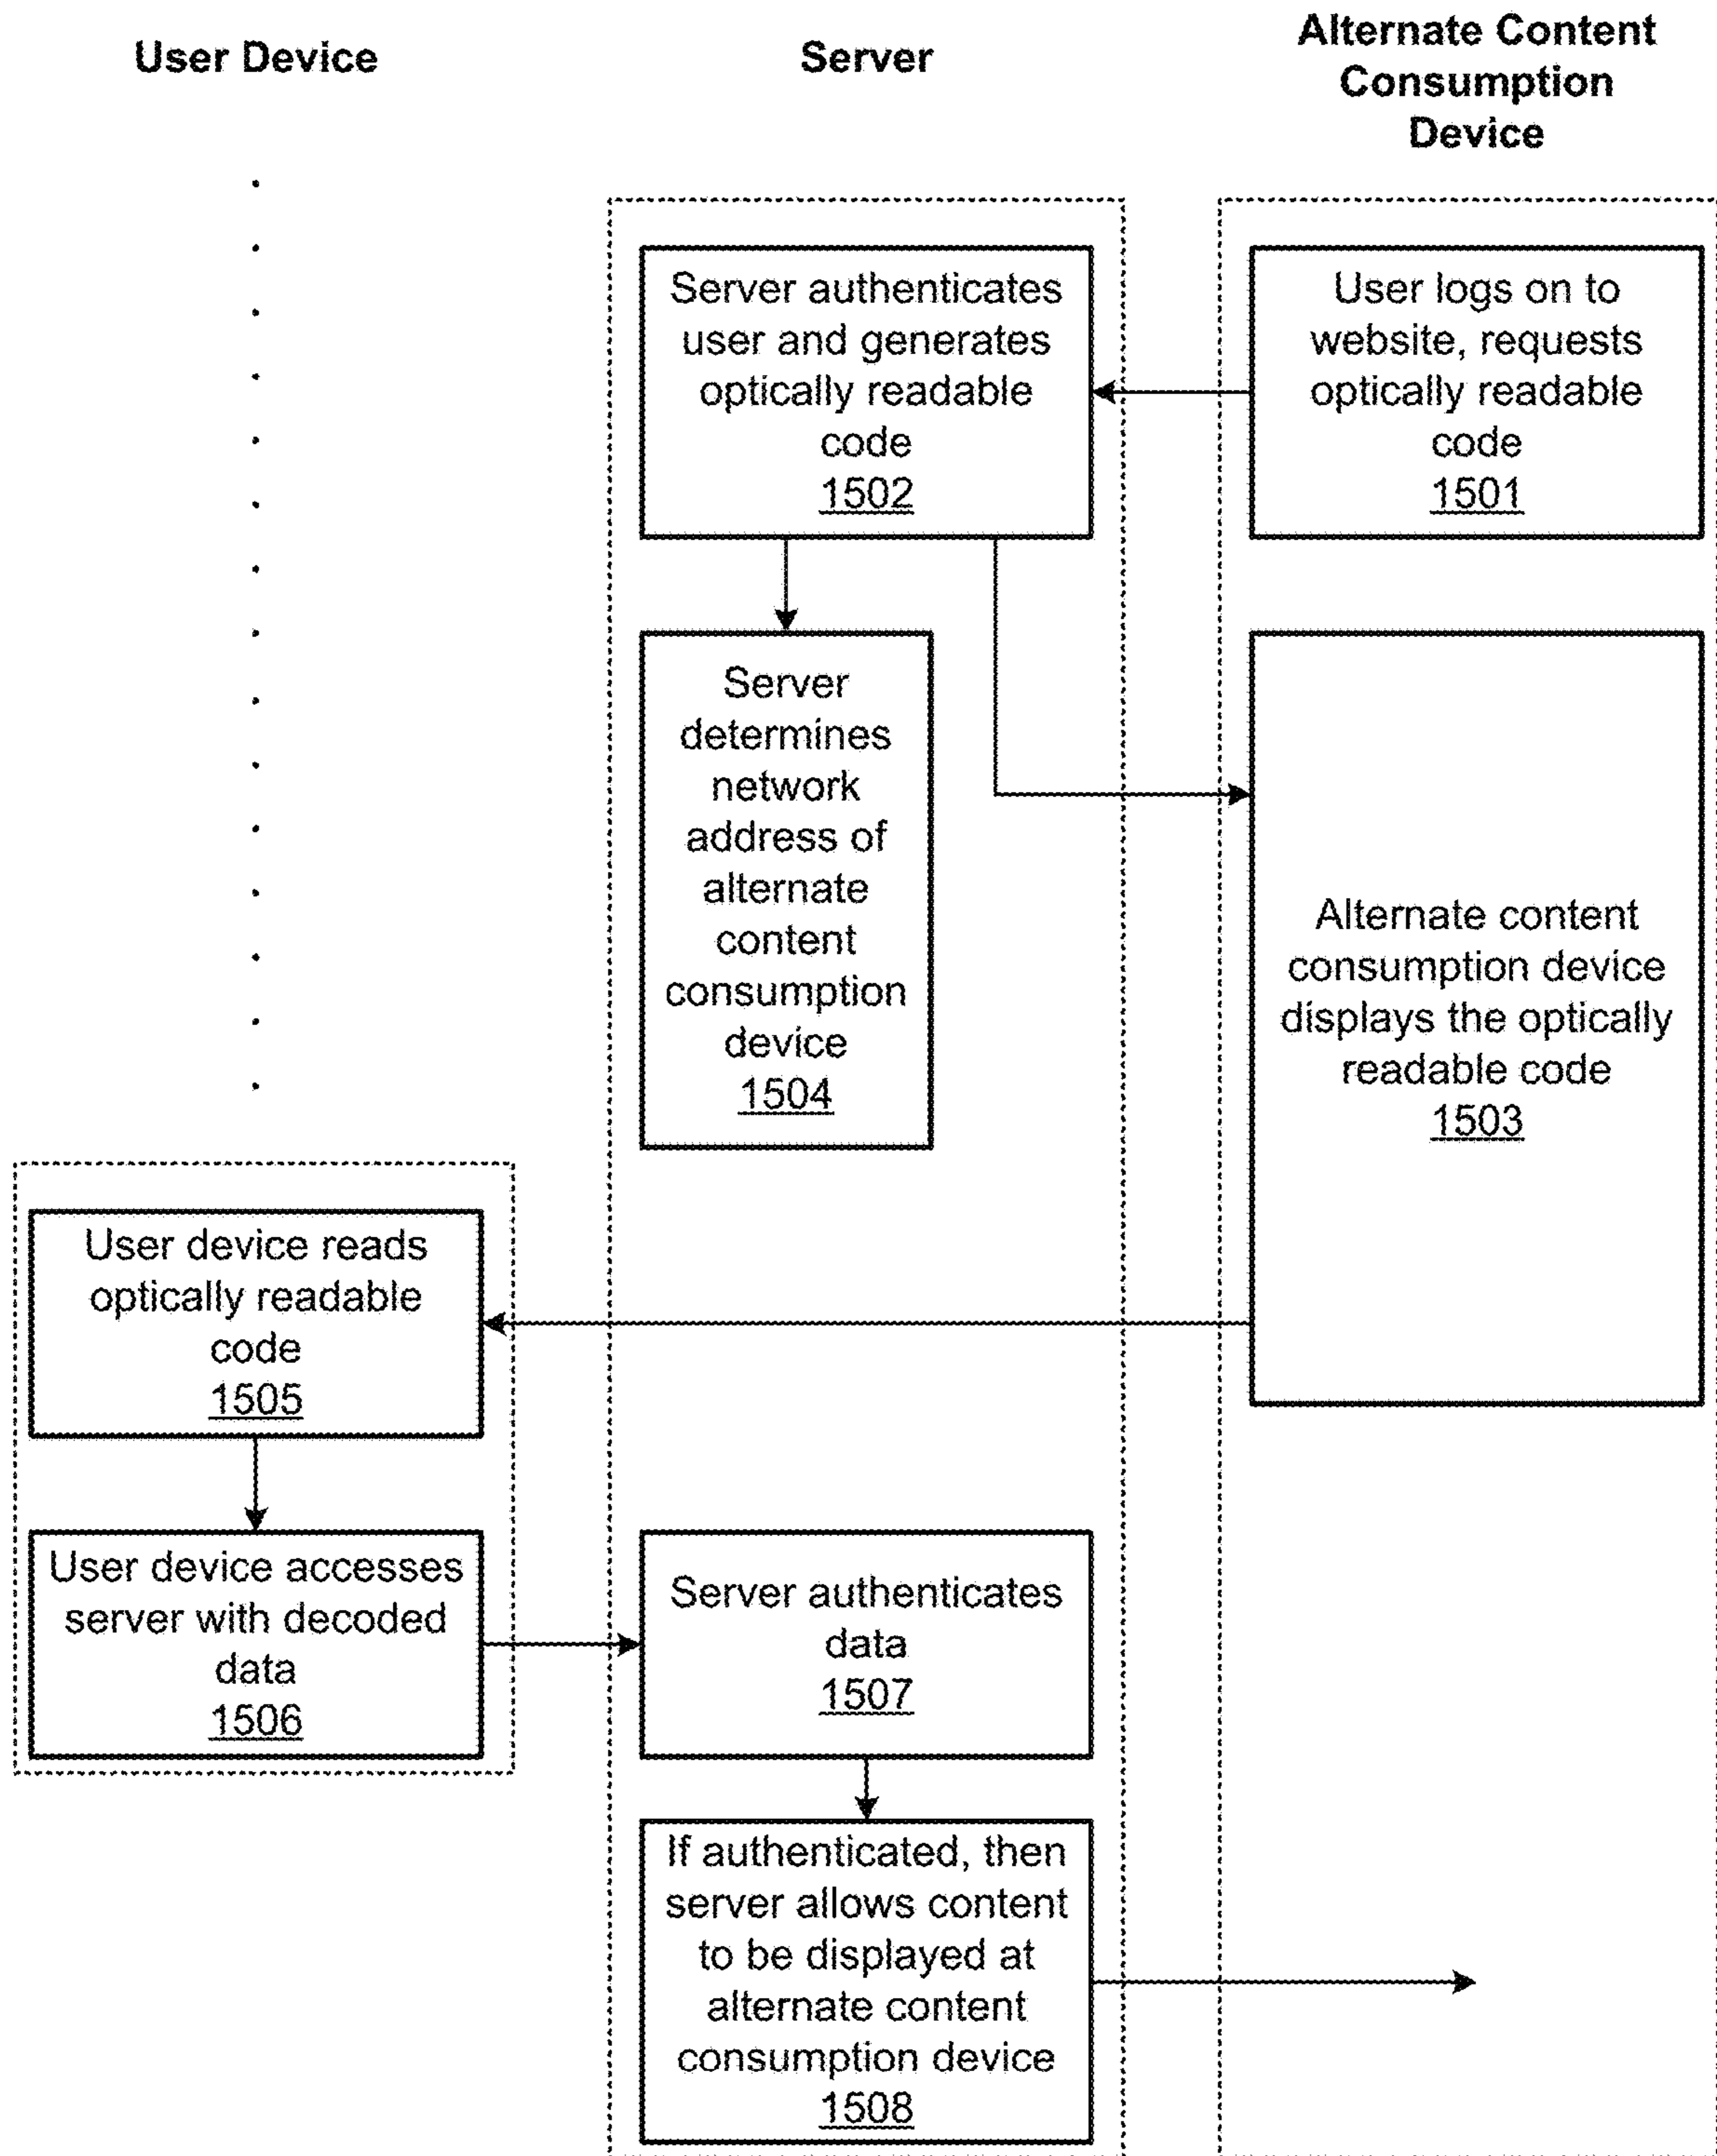 User Device
Server
Alternate Content
Consumption
Device
Server authenticates
user and generates
optically readable
code
1502
User logs on to
website, requests
optically readable
code
1501
Server
determines
network
address of
alternate
content
consumption
device
1504
Alternate content
consumption device
displays the optically
readable code
1503
User device reads
optically readable
code
1505
User device accesses
server with decoded
data
1506
Server authenticates
data
1507
If authenticated, then
server allows content
to be displayed at
alternate content
consumption device
1508